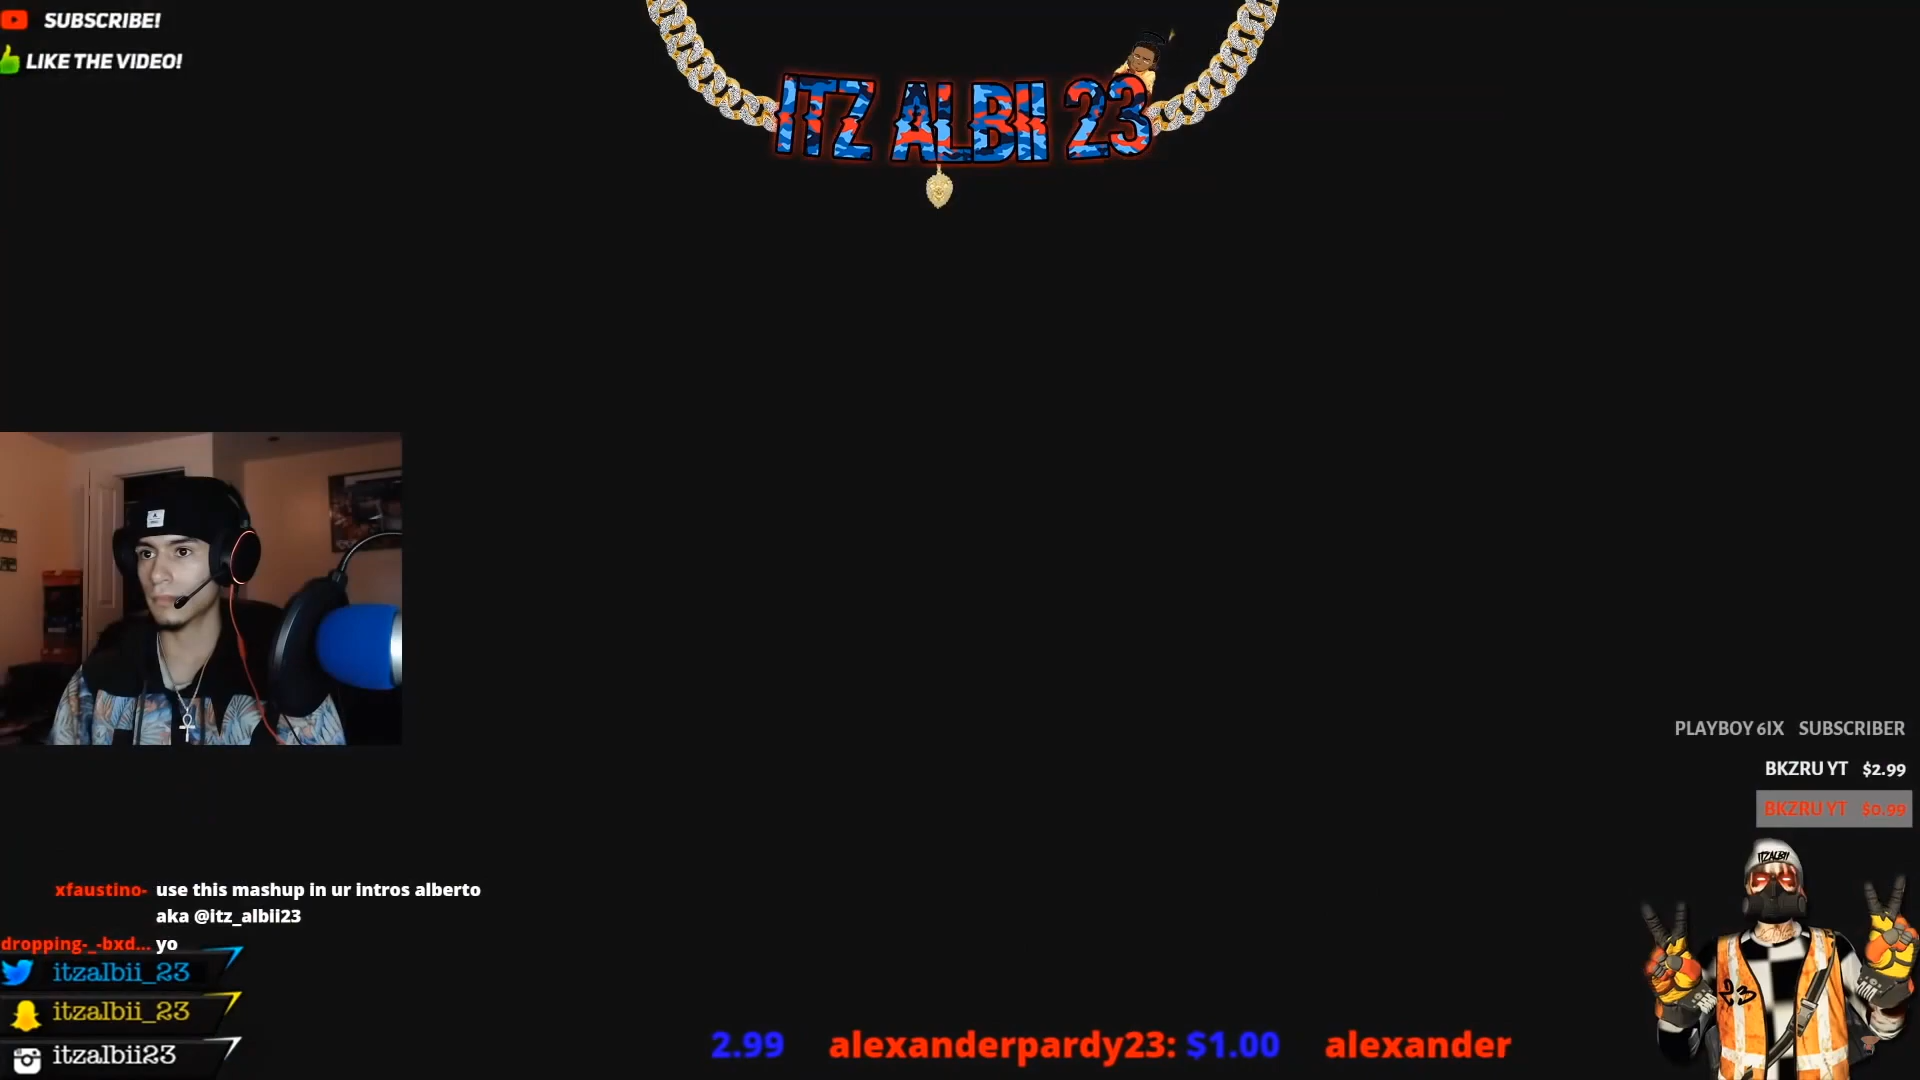 SUBSCRIBE!
LIKE THE VIDEO!
ITZ ALBII 23
PLAYBOY 6IX SUBSCRIBER
BKZRU YT $2.99
BKZRU YT $0.99
xfaustino- use this mashup in ur intros alberto
aka @itz_albii23
dropping-_-bxd... yo
itzalbii_23
itzalbii_23
itzalbii23
ITZALBII
23
2.99 alexanderpardy23: $1.00 alexander